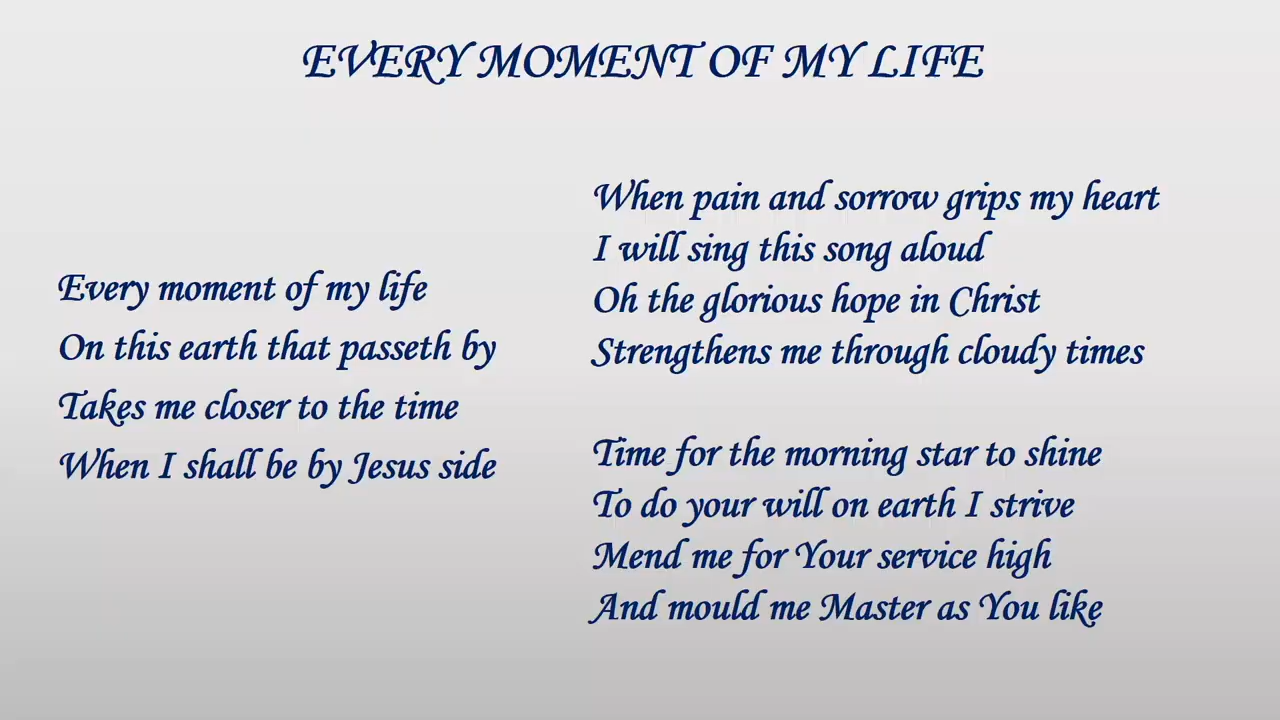 EVERY MOMENT OF MY LIFE
Every moment of my life
On this earth that passeth by
Takes me closer to the time
When I shall be by Jesus side
When pain and sorrow grips my heart
I will sing this song aloud
Oh the glorious hope in Christ
Strengthens me through cloudy times
Time for the morning star to shine
To do your will on earth I strive
Mend me for Your service high
And mould me Master as You like